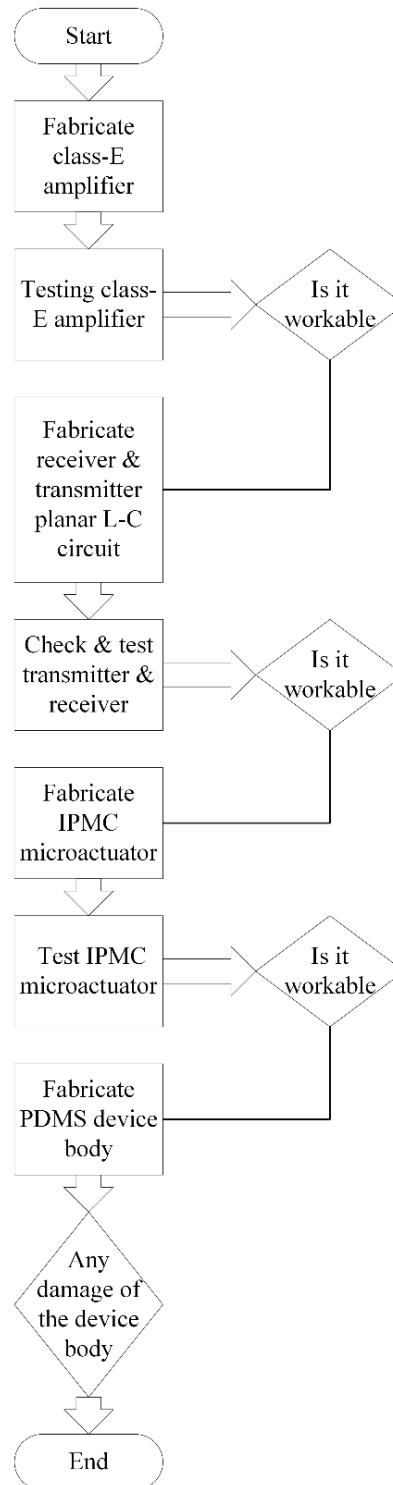 Start
Fabricate
class-E
amplifier
Testing class-
E amplifier
Is it
workable
Fabricate
receiver &
transmitter
planar L-C
circuit
Check & test
transmitter &
receiver
Is it
workable
Fabricate
IPMC
microactuator
Test IPMC
microactuator
Is it
workable
Fabricate
PDMS device
body
Any
damage of
the device
body
End